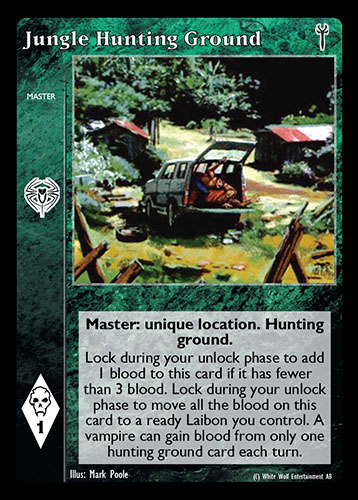 Jungle Hunting Ground
MASTER
Master: unique location. Hunting
ground.
Lock during your unlock phase to add
1 blood to this card if it has fewer
than 3 blood. Lock during your unlock
phase to move all the blood on this
card to a ready Laibon you control. A
vampire can gain blood from only one
hunting ground card each turn.
1
Illus: Mark Poole
(C) White Wolf Entertainment AB